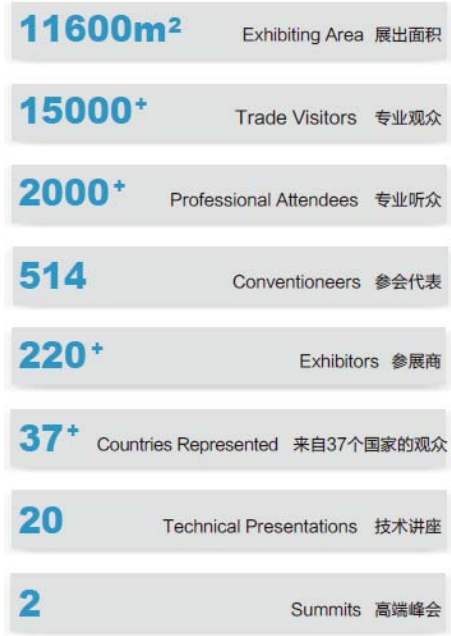 11600m² Exhibiting Area 展出面积
15000+ Trade Visitors 专业观众
2000+ Professional Attendees 专业听众
514 Conventioneers 参会代表
220+ Exhibitors 参展商
37+ Countries Represented 来自37个国家的观众
20 Technical Presentations 技术讲座
2 Summits 高端峰会